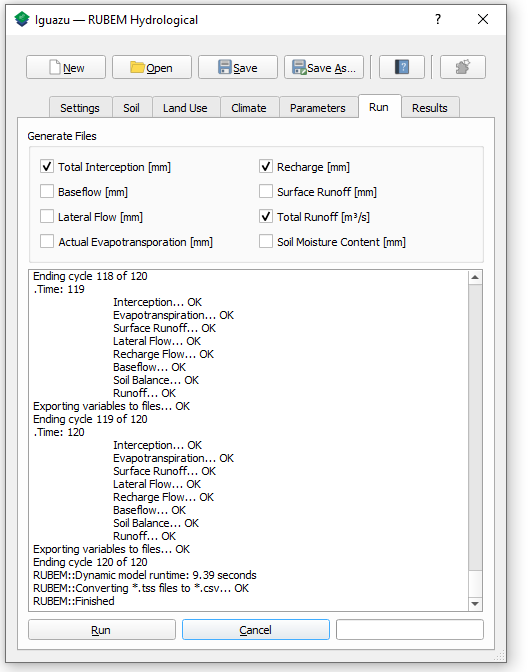 Iguazu — RUBEM Hydrological
New Open Save Save As...
Settings Soil Land Use Climate Parameters Run Results
Generate Files
Total Interception [mm] Recharge [mm]
Baseflow [mm] Surface Runoff [mm]
Lateral Flow [mm] Total Runoff [m³/s]
Actual Evapotransporation [mm] Soil Moisture Content [mm]
Ending cycle 118 of 120
.Time: 119
Interception... OK
Evapotranspiration... OK
Surface Runoff... OK
Lateral Flow... OK
Recharge Flow... OK
Baseflow... OK
Soil Balance... OK
Runoff... OK
Exporting variables to files... OK
Ending cycle 119 of 120
.Time: 120
Interception... OK
Evapotranspiration... OK
Surface Runoff... OK
Lateral Flow... OK
Recharge Flow... OK
Baseflow... OK
Soil Balance... OK
Runoff... OK
Exporting variables to files... OK
Ending cycle 120 of 120
RUBEM::Dynamic model runtime: 9.39 seconds
RUBEM::Converting *.tss files to *.csv... OK
RUBEM::Finished
Run Cancel